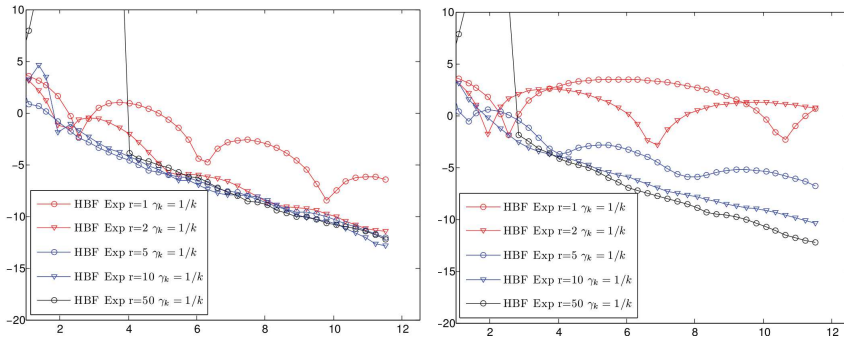 10
5
0
−5
−10
−15
−20
2
4
6
8
10
12
HBF Exp r=1 γk = 1/k
HBF Exp r=2 γk = 1/k
HBF Exp r=5 γk = 1/k
HBF Exp r=10 γk = 1/k
HBF Exp r=50 γk = 1/k
10
5
0
−5
−10
−15
−20
2
4
6
8
10
12
HBF Exp r=1 γk = 1/k
HBF Exp r=2 γk = 1/k
HBF Exp r=5 γk = 1/k
HBF Exp r=10 γk = 1/k
HBF Exp r=50 γk = 1/k